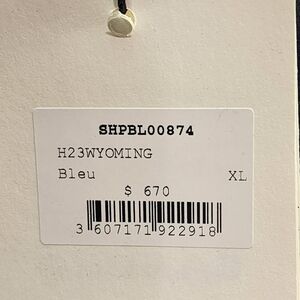 SHPBL00874
H23WYOMING
Bleu XL
$ 670
3 607171 922918